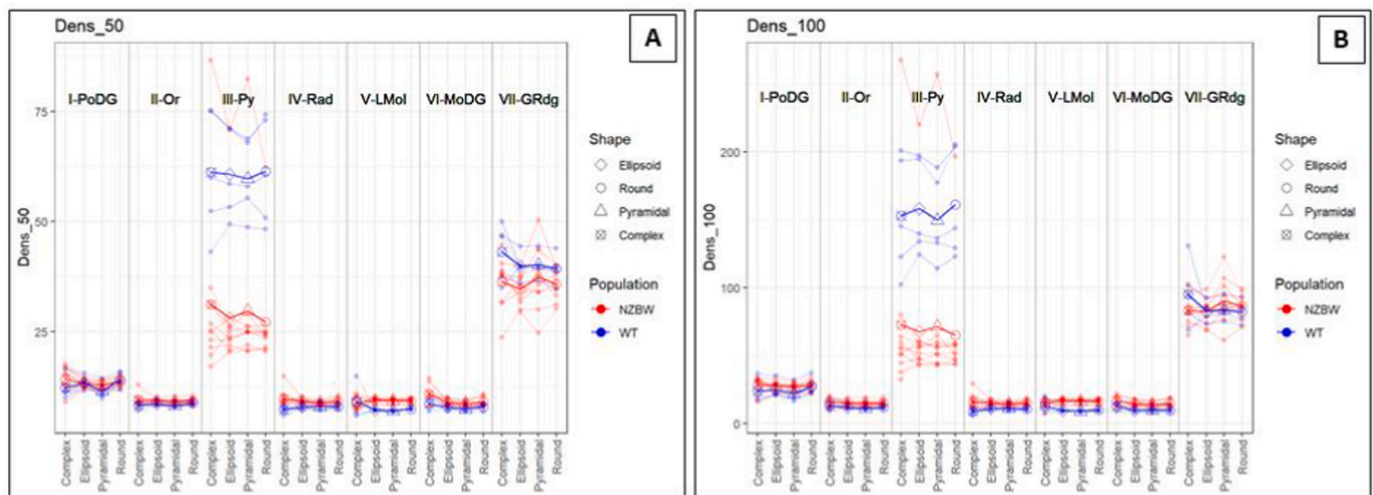 Dens_50
A
I-PoDG II-Or III-Py IV-Rad V-LMol VI-MoDG VII-GRdg
75
50
25
Dens_50
Complex Ellipsoid Pyramidal Round Complex Ellipsoid Pyramidal Round Complex Ellipsoid Pyramidal Round Complex Ellipsoid Pyramidal Round Complex Ellipsoid Pyramidal Round Complex Ellipsoid Pyramidal Round Complex Ellipsoid Pyramidal Round
Shape
Ellipsoid
Round
Pyramidal
Complex
Population
NZBW
WT
Dens_100
B
I-PoDG II-Or III-Py IV-Rad V-LMol VI-MoDG VII-GRdg
200
100
0
Dens_100
Complex Ellipsoid Pyramidal Round Complex Ellipsoid Pyramidal Round Complex Ellipsoid Pyramidal Round Complex Ellipsoid Pyramidal Round Complex Ellipsoid Pyramidal Round Complex Ellipsoid Pyramidal Round Complex Ellipsoid Pyramidal Round
Shape
Ellipsoid
Round
Pyramidal
Complex
Population
NZBW
WT